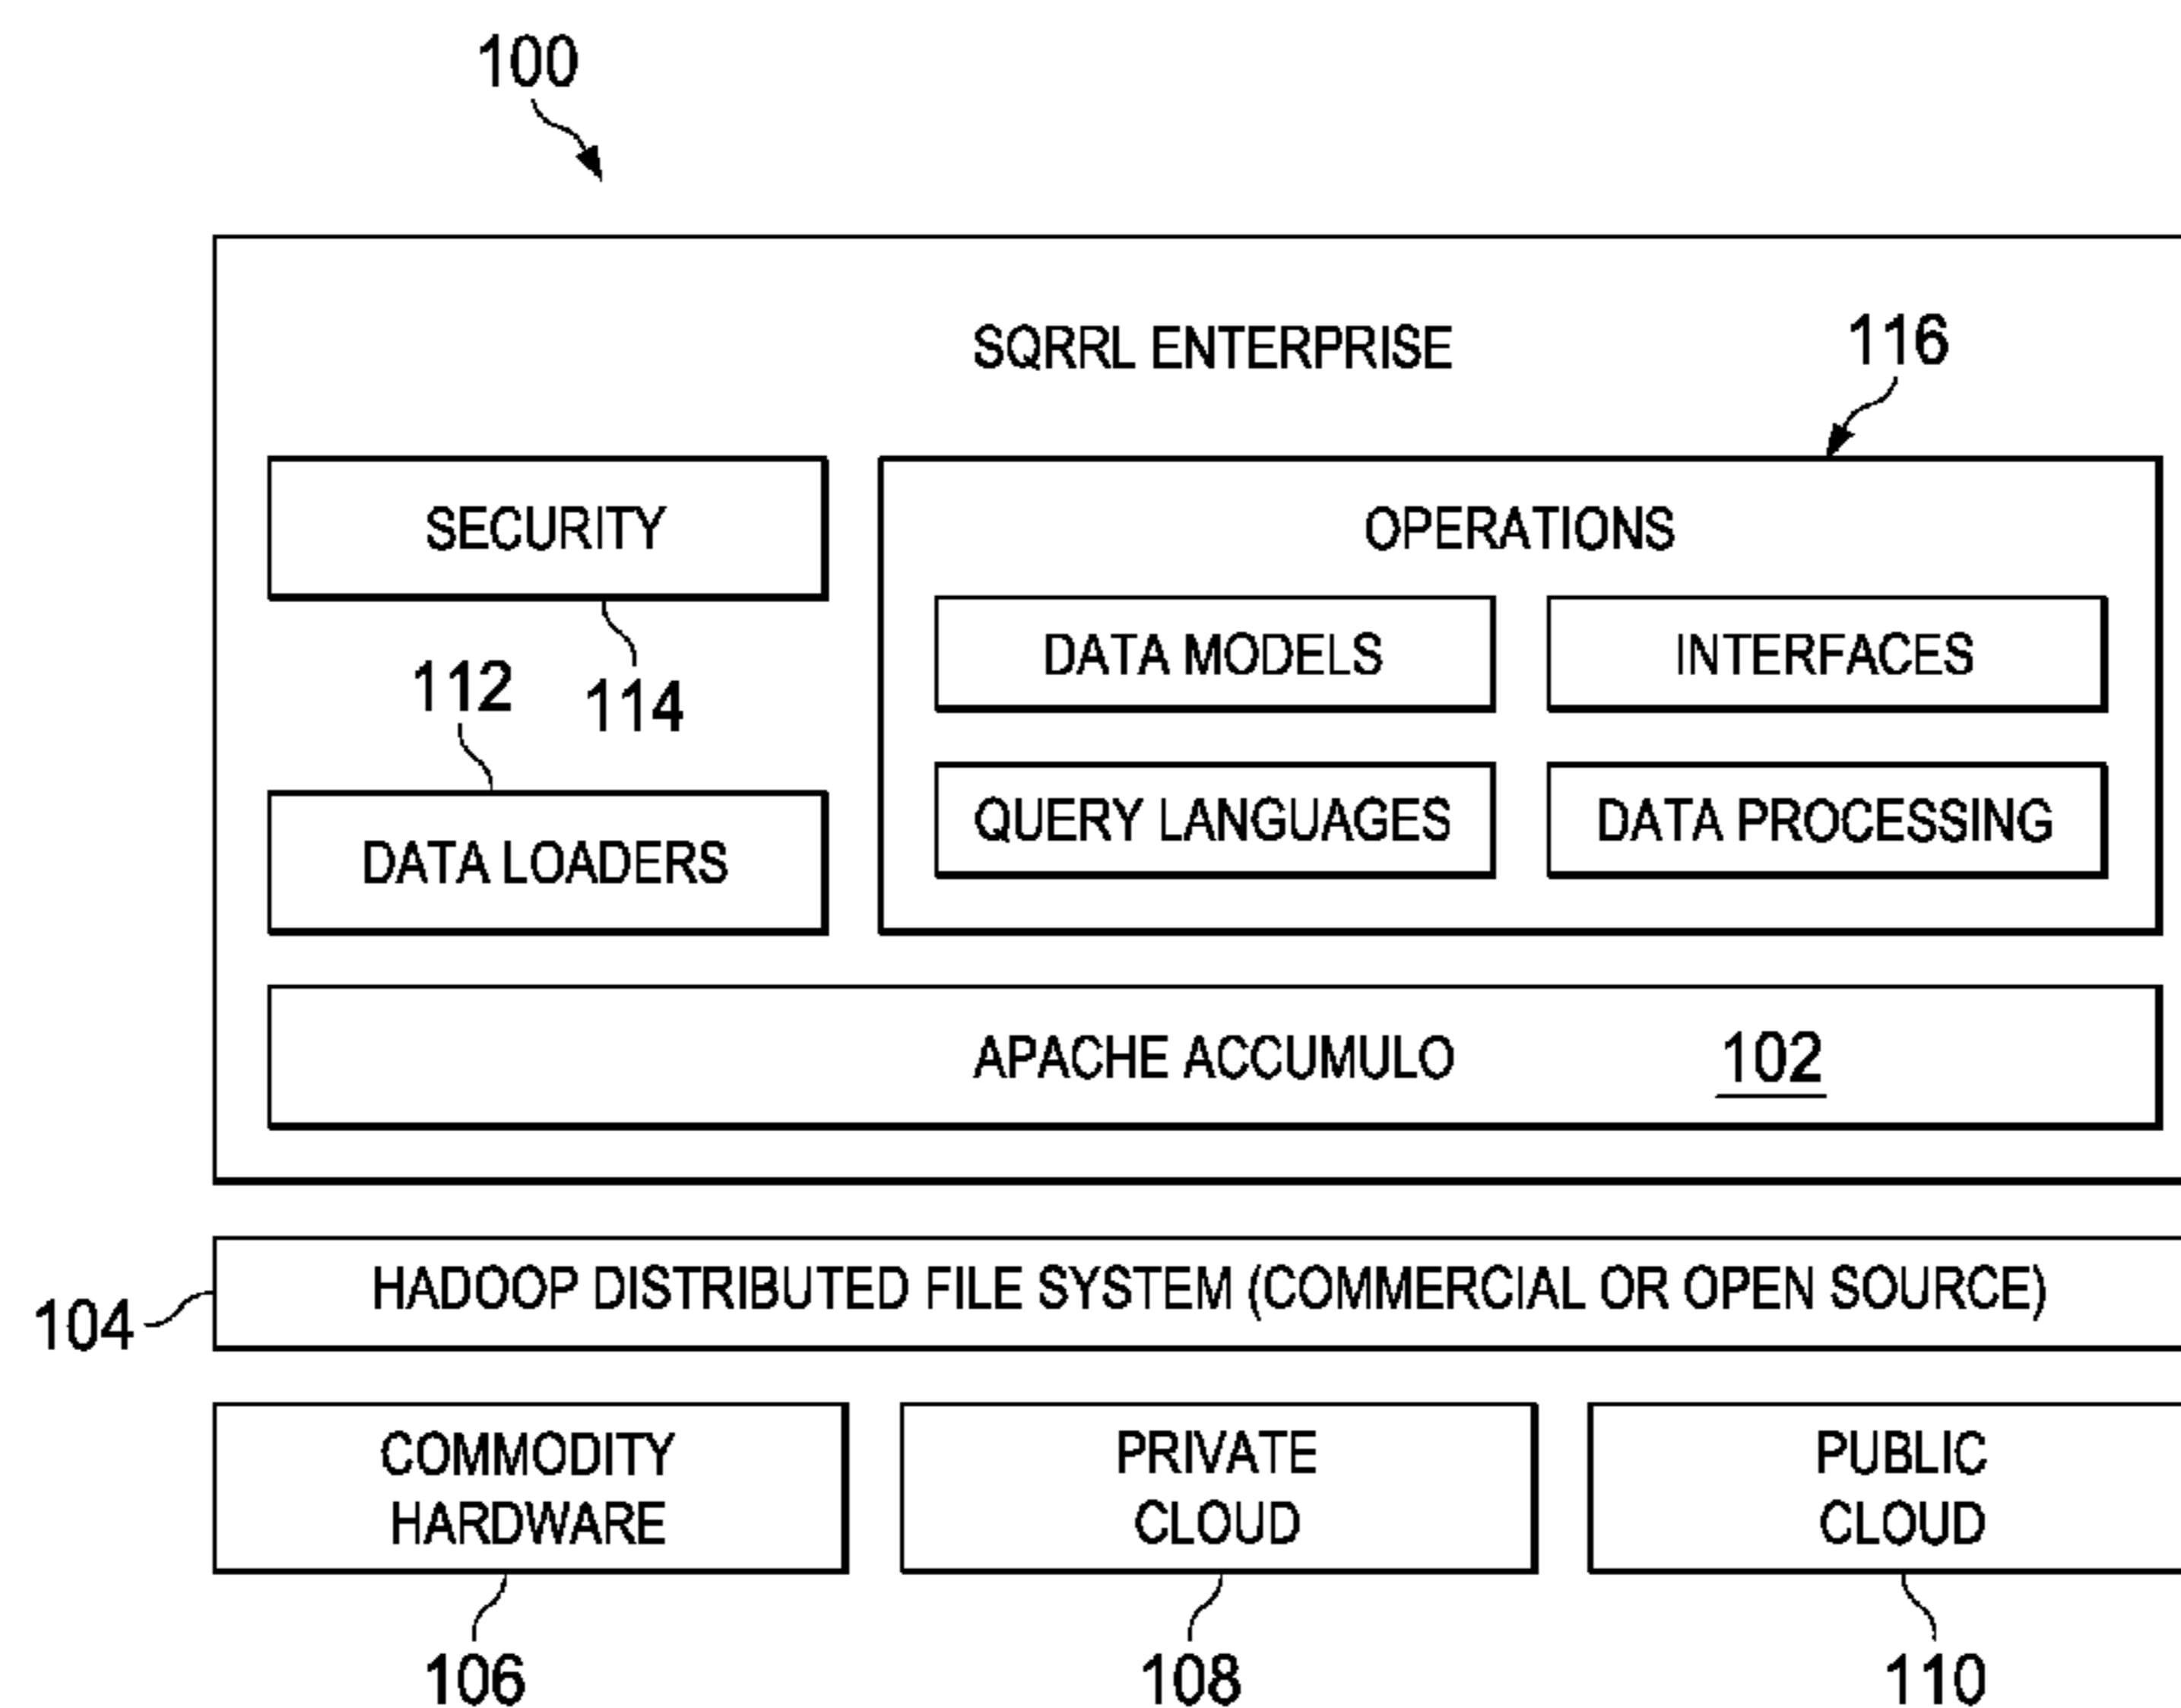 100
SQRRL ENTERPRISE
116
SECURITY
OPERATIONS
DATA MODELS
INTERFACES
112
114
QUERY LANGUAGES
DATA PROCESSING
DATA LOADERS
APACHE ACCUMULO
102
HADOOP DISTRIBUTED FILE SYSTEM (COMMERCIAL OR OPEN SOURCE)
104
COMMODITY
HARDWARE
PRIVATE
CLOUD
PUBLIC
CLOUD
106
108
110